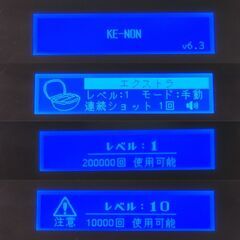 KE-NON
v6.3
エクストラ
レベル:1 モード:手動
連続ショット 1回
レベル:1
200000回 使用可能
レベル:10
注意 10000回 使用可能